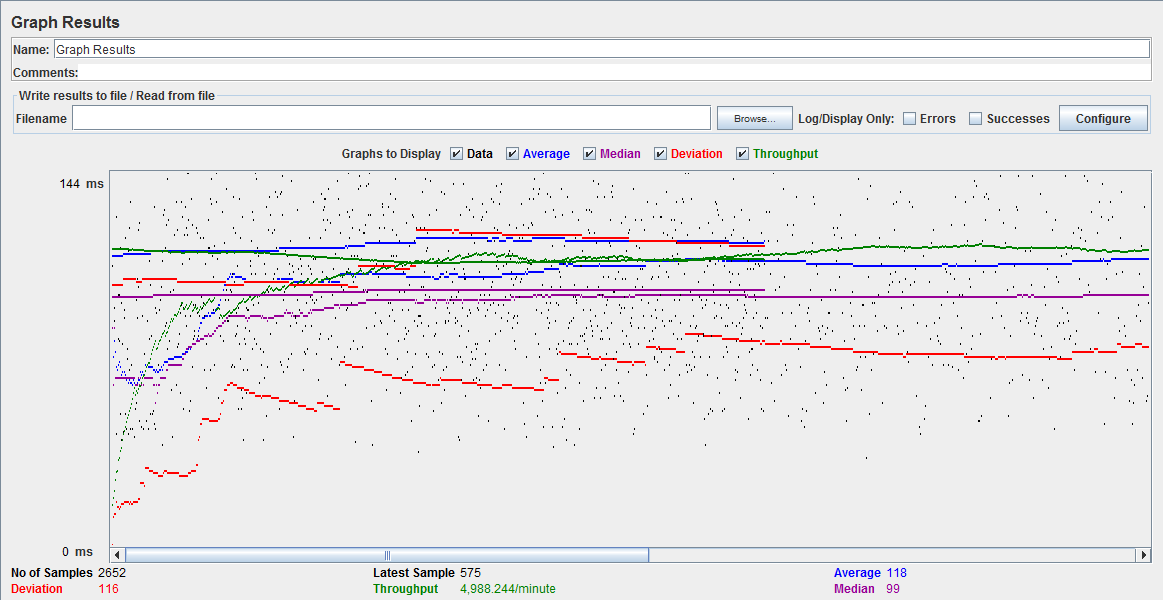 Graph Results
Name: Graph Results
Comments:
Write results to file / Read from file
Filename Browse... Log/Display Only: Errors Successes Configure
Graphs to Display Data Average Median Deviation Throughput
144 ms
0 ms
No of Samples 2652 Latest Sample 575 Average 118
Deviation 116 Throughput 4,988.244/minute Median 99